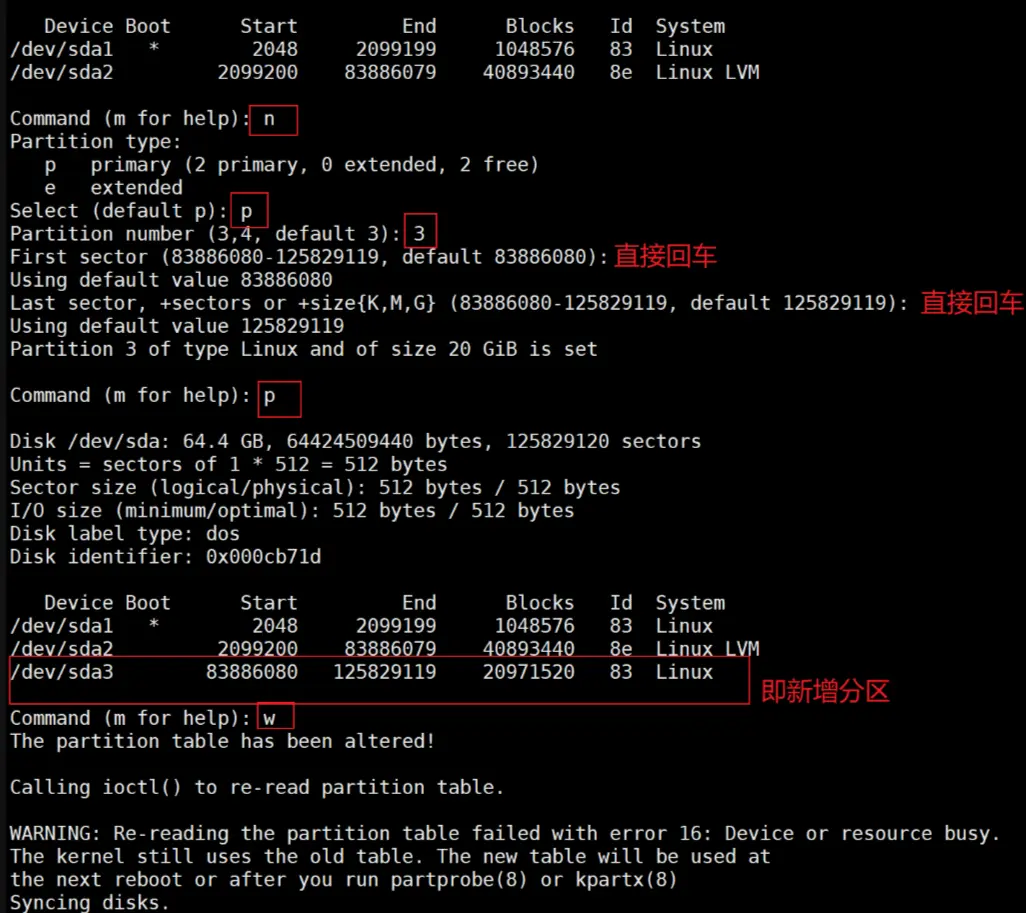 Device Boot Start End Blocks Id System
/dev/sda1 * 2048 2099199 1048576 83 Linux
/dev/sda2 2099200 83886079 40893440 8e Linux LVM
Command (m for help): n
Partition type:
p primary (2 primary, 0 extended, 2 free)
e extended
Select (default p): p
Partition number (3,4, default 3): 3
First sector (83886080-125829119, default 83886080): 直接回车
Using default value 83886080
Last sector, +sectors or +size{K,M,G} (83886080-125829119, default 125829119): 直接回车
Using default value 125829119
Partition 3 of type Linux and of size 20 GiB is set
Command (m for help): p
Disk /dev/sda: 64.4 GB, 64424509440 bytes, 125829120 sectors
Units = sectors of 1 * 512 = 512 bytes
Sector size (logical/physical): 512 bytes / 512 bytes
I/O size (minimum/optimal): 512 bytes / 512 bytes
Disk label type: dos
Disk identifier: 0x000cb71d
Device Boot Start End Blocks Id System
/dev/sda1 * 2048 2099199 1048576 83 Linux
/dev/sda2 2099200 83886079 40893440 8e Linux LVM
/dev/sda3 83886080 125829119 20971520 83 Linux
即新增分区
Command (m for help): w
The partition table has been altered!
Calling ioctl() to re-read partition table.
WARNING: Re-reading the partition table failed with error 16: Device or resource busy.
The kernel still uses the old table. The new table will be used at
the next reboot or after you run partprobe(8) or kpartx(8)
Syncing disks.